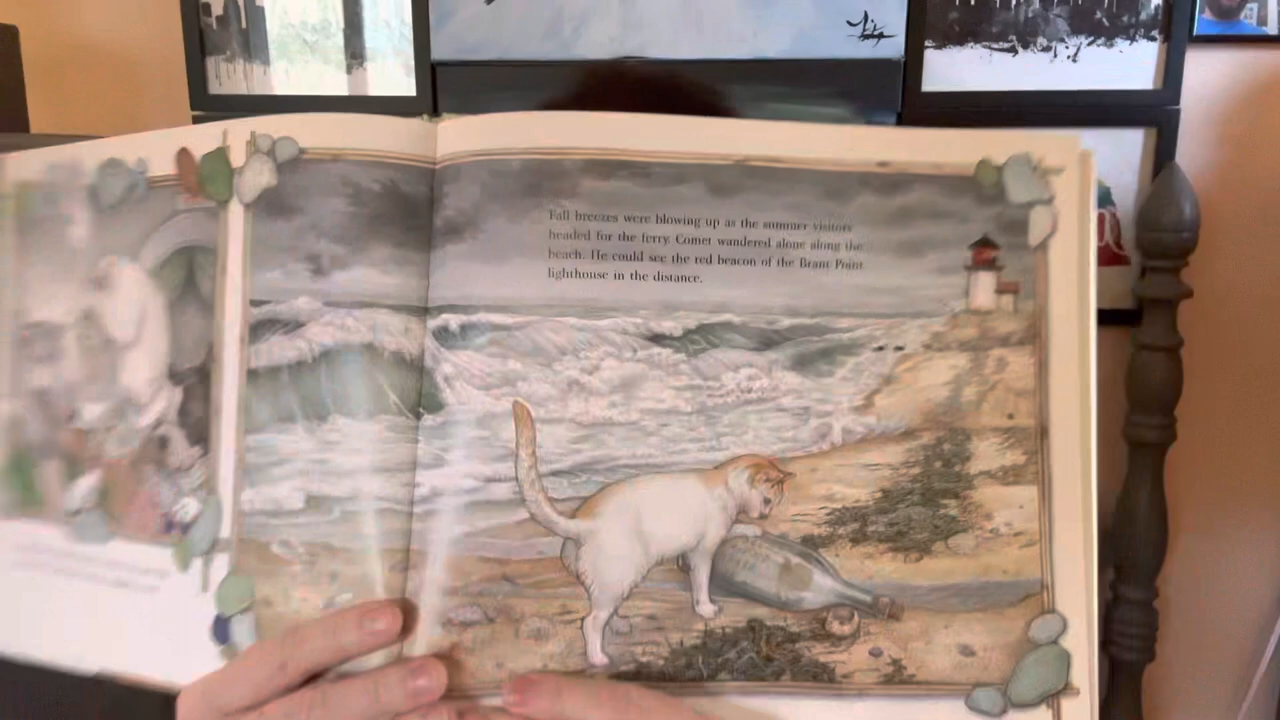 Fall breezes were blowing up as the summer visitors
headed for the ferry. Comet wandered alone along the
beach. He could see the red beacon of the Brant Point
lighthouse in the distance.